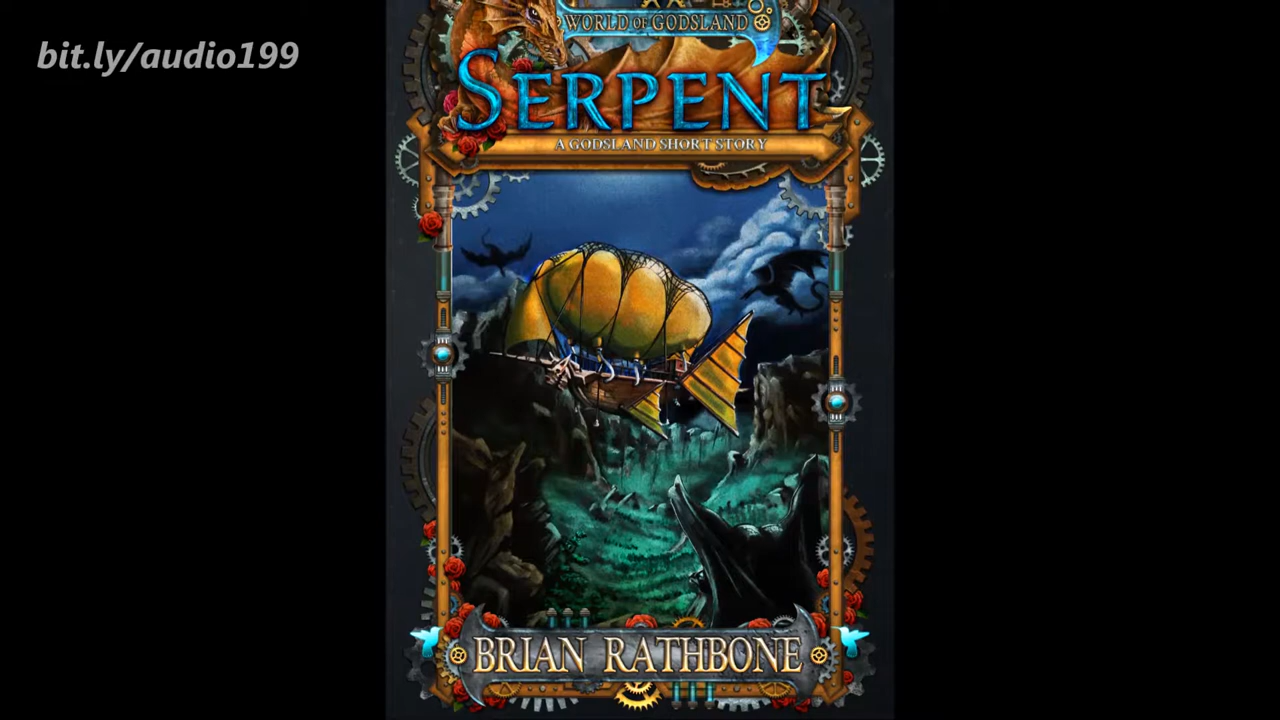 bit.ly/audio199
WORLD OF GODSLAND
SERPENT
A GODSLAND SHORT STORY
BRIAN RATHBONE